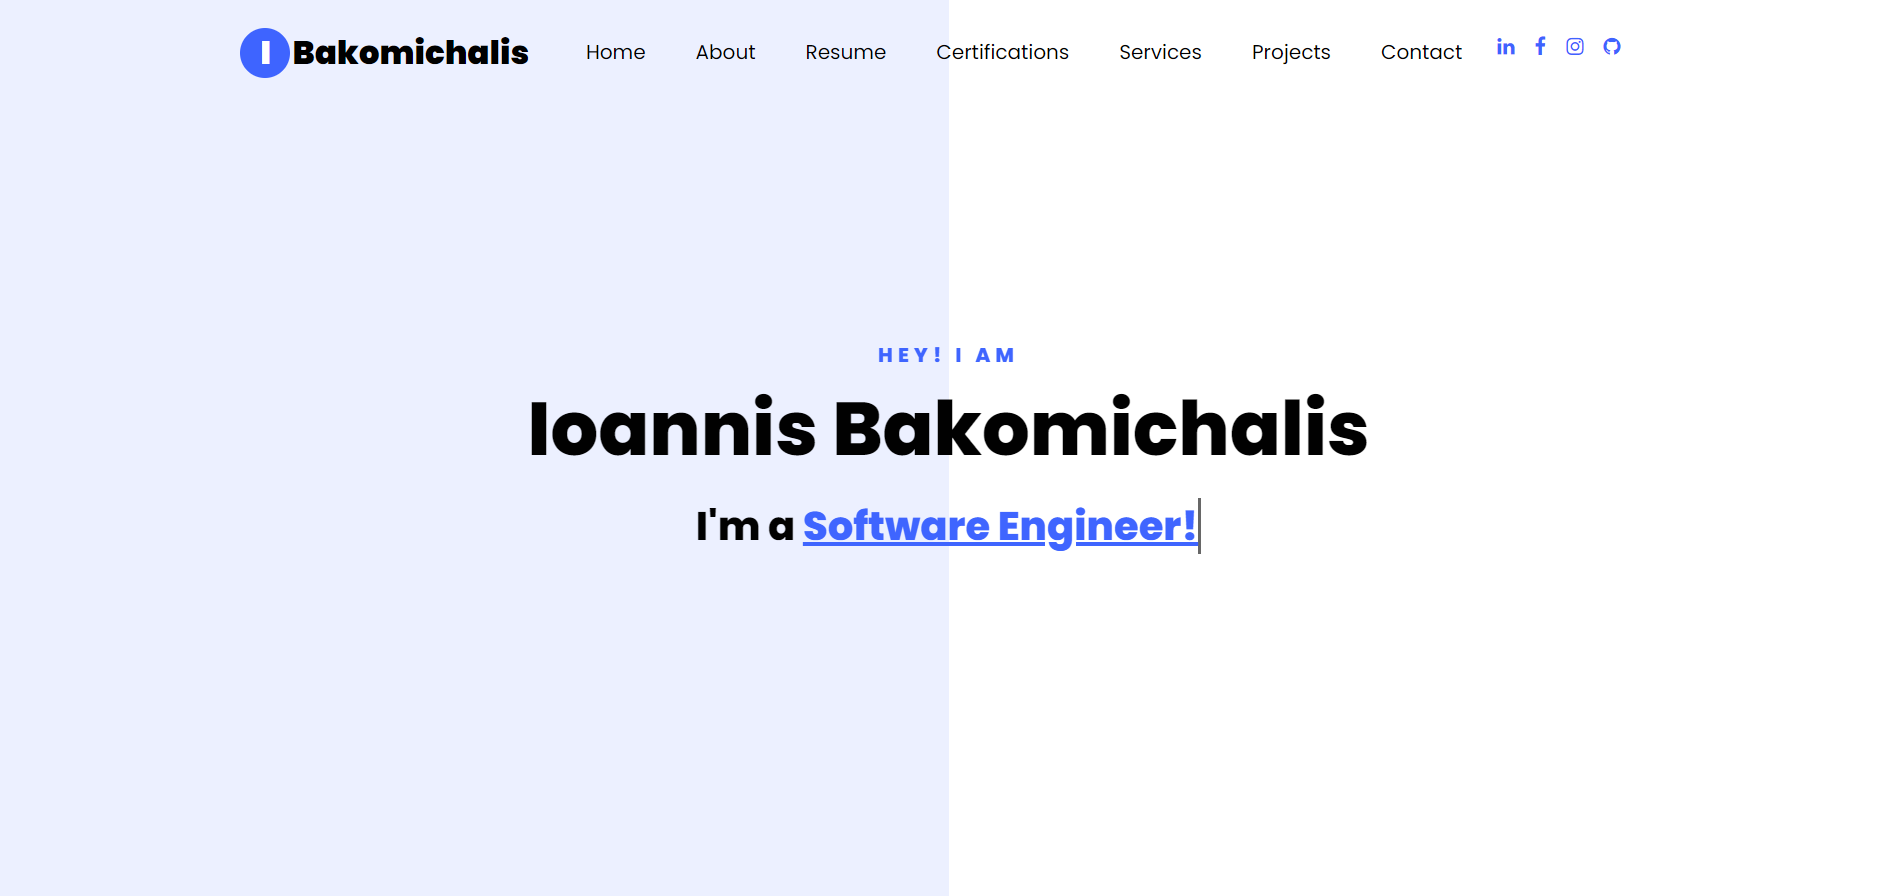 I Bakomichalis Home About Resume Certifications Services Projects Contact
HEY! I AM
Ioannis Bakomichalis
I'm a Software Engineer!